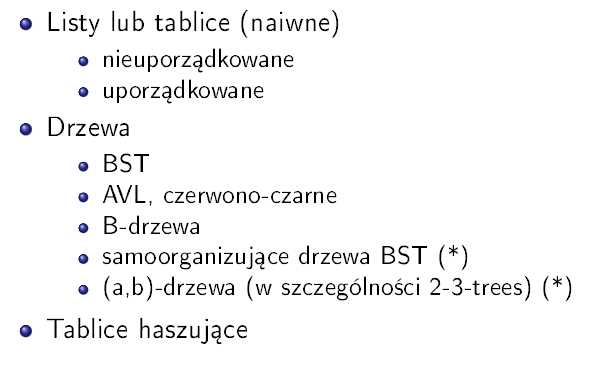 Listy lub tablice (naiwne)
nieuporządkowane
uporządkowane
Drzewa
BST
AVL, czerwono-czarne
B-drzewa
samoorganizujące drzewa BST (*)
(a,b)-drzewa (w szczególności 2-3-trees) (*)
Tablice haszujące